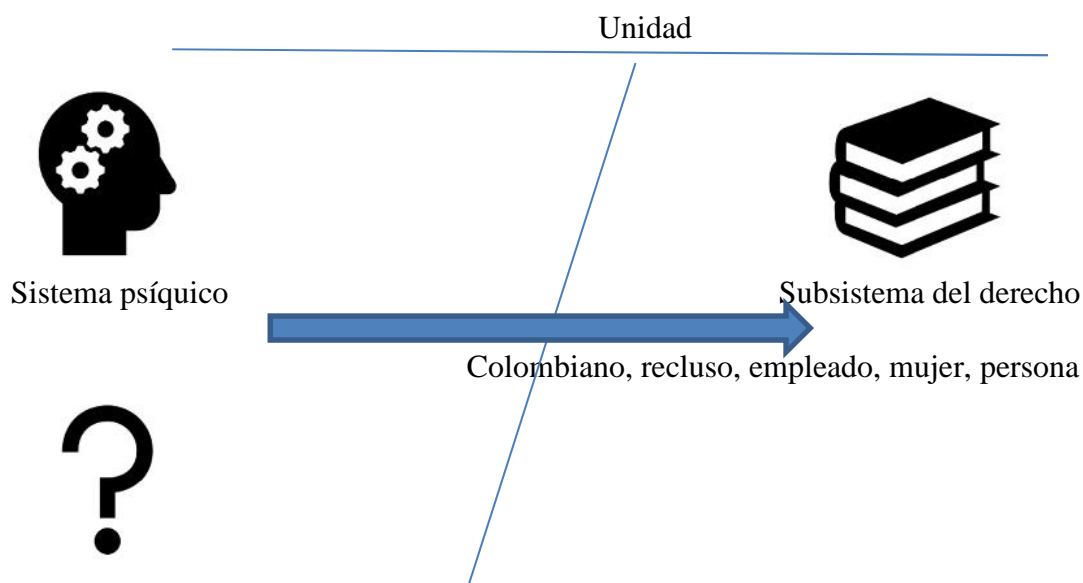 Unidad
Sistema psíquico
Subsistema del derecho
Colombiano, recluso, empleado, mujer, persona
?